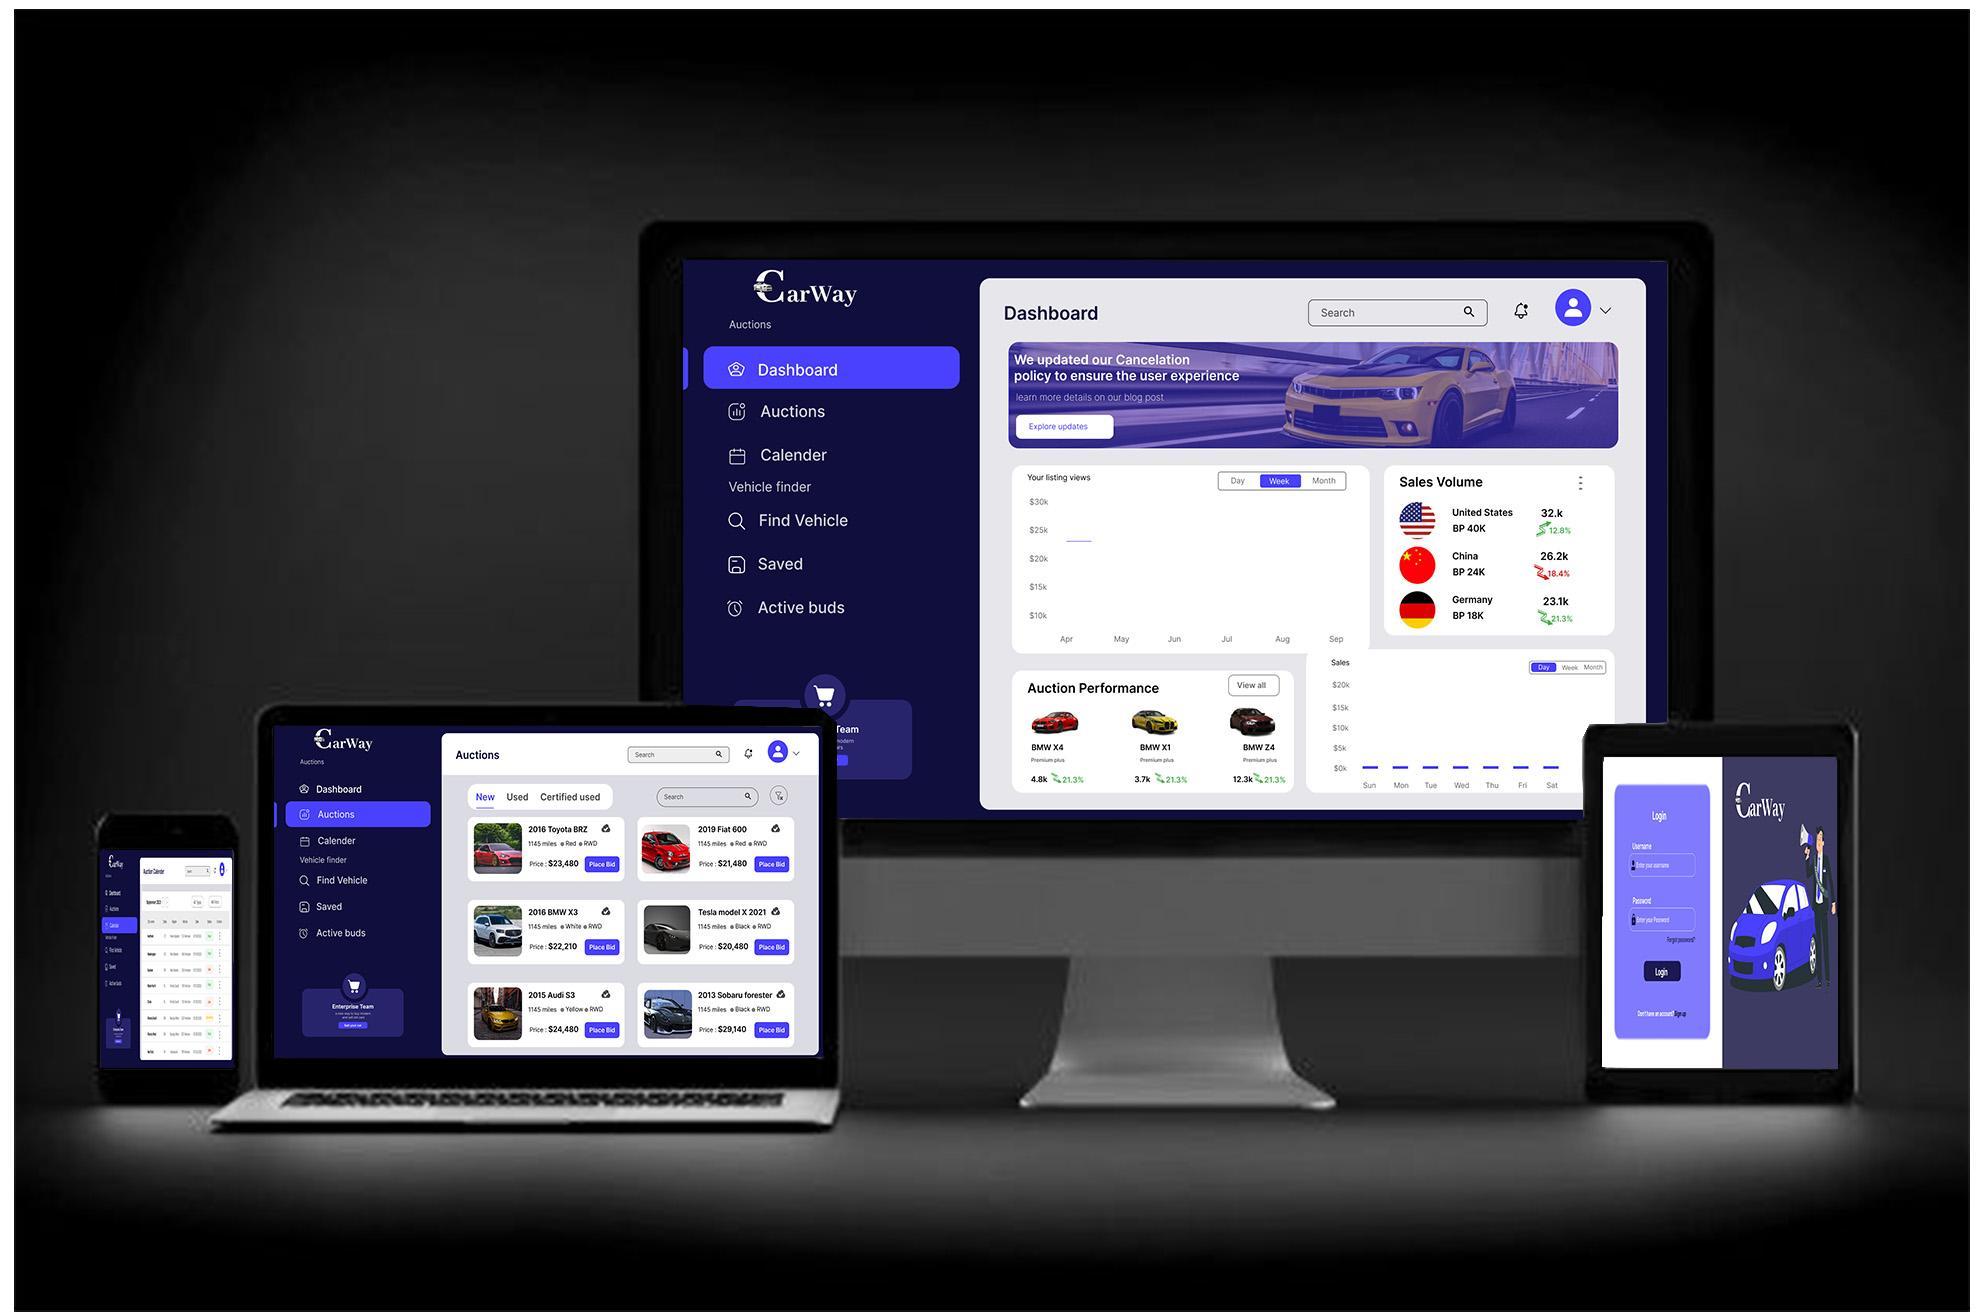 CarWay
Auctions
Dashboard
Auctions
Calender
Vehicle finder
Find Vehicle
Saved
Active buds
Team
Dashboard
Search
We updated our Cancelation
policy to ensure the user experience
learn more details on our blog post
Explore updates
Your listing views
Day Week Month
$30k
$25k
$20k
$15k
$10k
Apr May Jun Jul Aug Sep
Sales Volume
United States 32.k
BP 40K 12.8%
China 26.2k
BP 24K 18.4%
Germany 23.1k
BP 18K 21.3%
Auction Performance View all
BMW X4 BMW X1 BMW Z4
Premium plus Premium plus Premium plus
4.8k 21.3% 3.7k 21.3% 12.3k 21.3%
Sales
Day Week Month
$20k
$15k
$10k
$5k
$0k
Sun Mon Tue Wed Thu Fri Sat
CarWay
Auctions
Dashboard
Auctions
Calender
Vehicle finder
Find Vehicle
Saved
Active buds
Enterprise Team
Auctions
Search
New Used Certified used
Search
2016 Toyota BRZ
1145 miles Red RWD
Price : $23,480 Place Bid
2019 Fiat 600
1145 miles Red RWD
Price : $21,480 Place Bid
2016 BMW X3
1145 miles White RWD
Price : $22,210 Place Bid
Tesla model X 2021
1145 miles Black RWD
Price : $20,480 Place Bid
2015 Audi S3
1145 miles Yellow RWD
Price : $24,480 Place Bid
2013 Sobaru forester
1145 miles Black RWD
Price : $29,140 Place Bid
CarWay
Dashboard
Auctions
Calender
Find Vehicle
Saved
Auction Calender
Login
Username
Enter your username
Password
Enter your Password
Forgot password?
Login
Don't have an account? Sign up
CarWay